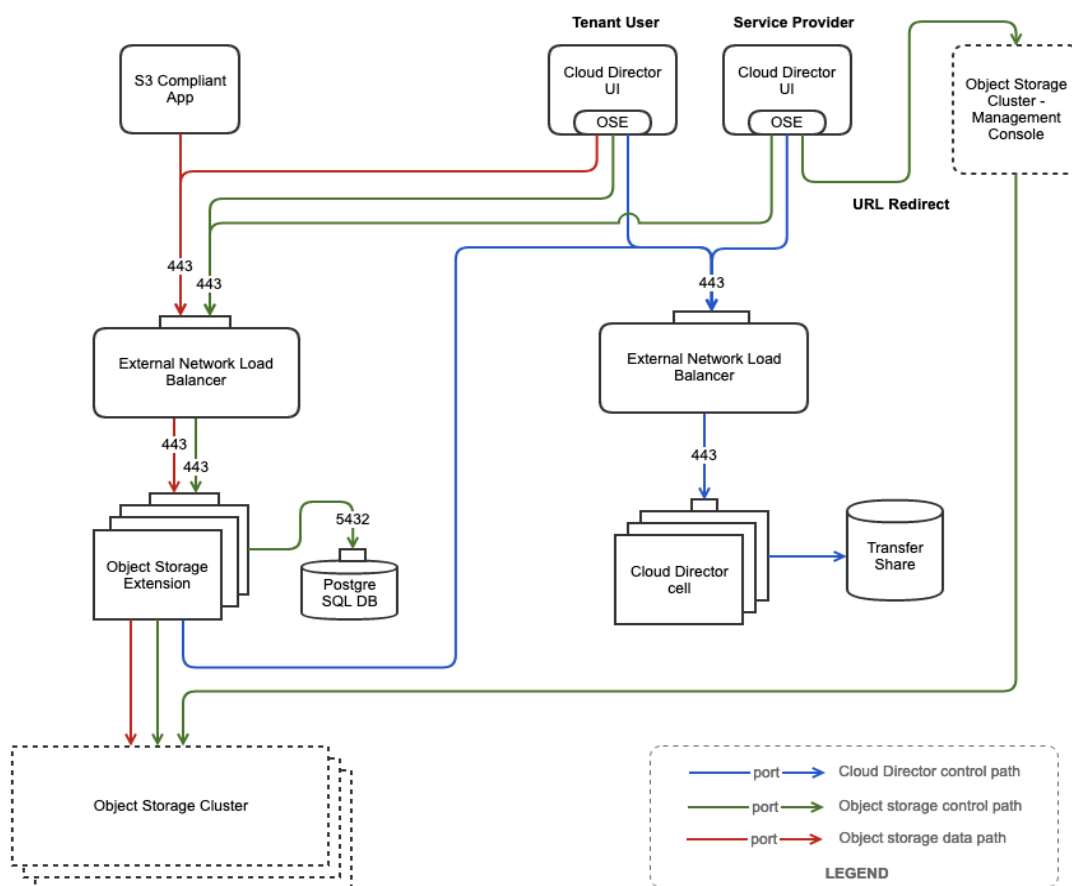 Tenant User
Service Provider
S3 Compliant
App
Cloud Director
UI
OSE
Cloud Director
UI
OSE
Object Storage
Cluster -
Management
Console
URL Redirect
443
443
443
External Network Load
Balancer
External Network Load
Balancer
443
443
443
5432
Object Storage
Extension
Postgre
SQL DB
Cloud Director
cell
Transfer
Share
Object Storage Cluster
port
Cloud Director control path
port
Object storage control path
port
Object storage data path
LEGEND